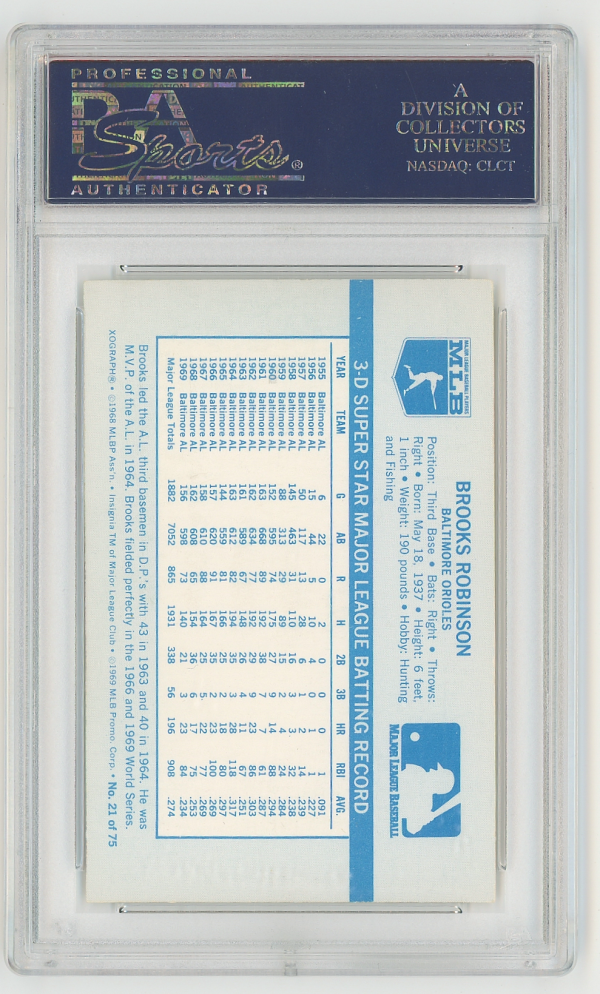 PROFESSIONAL
PSA
Sports®
AUTHENTICATOR
A
DIVISION OF
COLLECTORS
UNIVERSE
NASDAQ: CLCT
MAJOR LEAGUE BASEBALL PLAYERS
MLB
BROOKS ROBINSON
BALTIMORE ORIOLES
Position: Third Base • Bats: Right • Throws:
Right • Born: May 18, 1937 • Height: 6 feet,
1 inch • Weight: 190 pounds • Hobby: Hunting
and Fishing
MAJOR LEAGUE BASEBALL
3-D SUPER STAR MAJOR LEAGUE BATTING RECORD
YEAR TEAM G AB R H 2B 3B HR RBI AVG.
1955 Baltimore AL 6 22 0 2 0 0 0 1 .091
1956 Baltimore AL 15 44 5 10 4 0 1 1 .227
1957 Baltimore AL 50 117 13 28 6 1 2 14 .239
1958 Baltimore AL 145 463 31 110 16 3 3 32 .238
1959 Baltimore AL 88 313 29 89 15 2 4 24 .284
1960 Baltimore AL 152 595 74 175 27 9 14 88 .294
1961 Baltimore AL 163 668 89 192 38 7 7 61 .287
1962 Baltimore AL 162 634 77 192 29 9 23 86 .303
1963 Baltimore AL 161 589 67 148 26 4 11 67 .251
1964 Baltimore AL 163 612 82 194 35 3 28 118 .317
1965 Baltimore AL 144 559 81 166 25 2 18 80 .297
1966 Baltimore AL 157 620 91 167 35 2 23 100 .269
1967 Baltimore AL 158 610 88 164 25 5 22 77 .269
1968 Baltimore AL 162 608 65 154 36 6 17 75 .253
1969 Baltimore AL 156 598 73 140 21 3 23 84 .234
Major League Totals 1882 7052 865 1931 338 56 196 908 .274
Brooks led the A.L. third basemen in D.P.'s with 43 in 1963 and 40 in 1964. He was
M.V.P. of the A.L. in 1964. Brooks fielded perfectly in the 1966 and 1969 World Series.
XOGRAPH® • ©1968 MLBP Ass'n. • Insignia TM of Major League Club • ©1969 MLB Promo. Corp. • No. 21 of 75